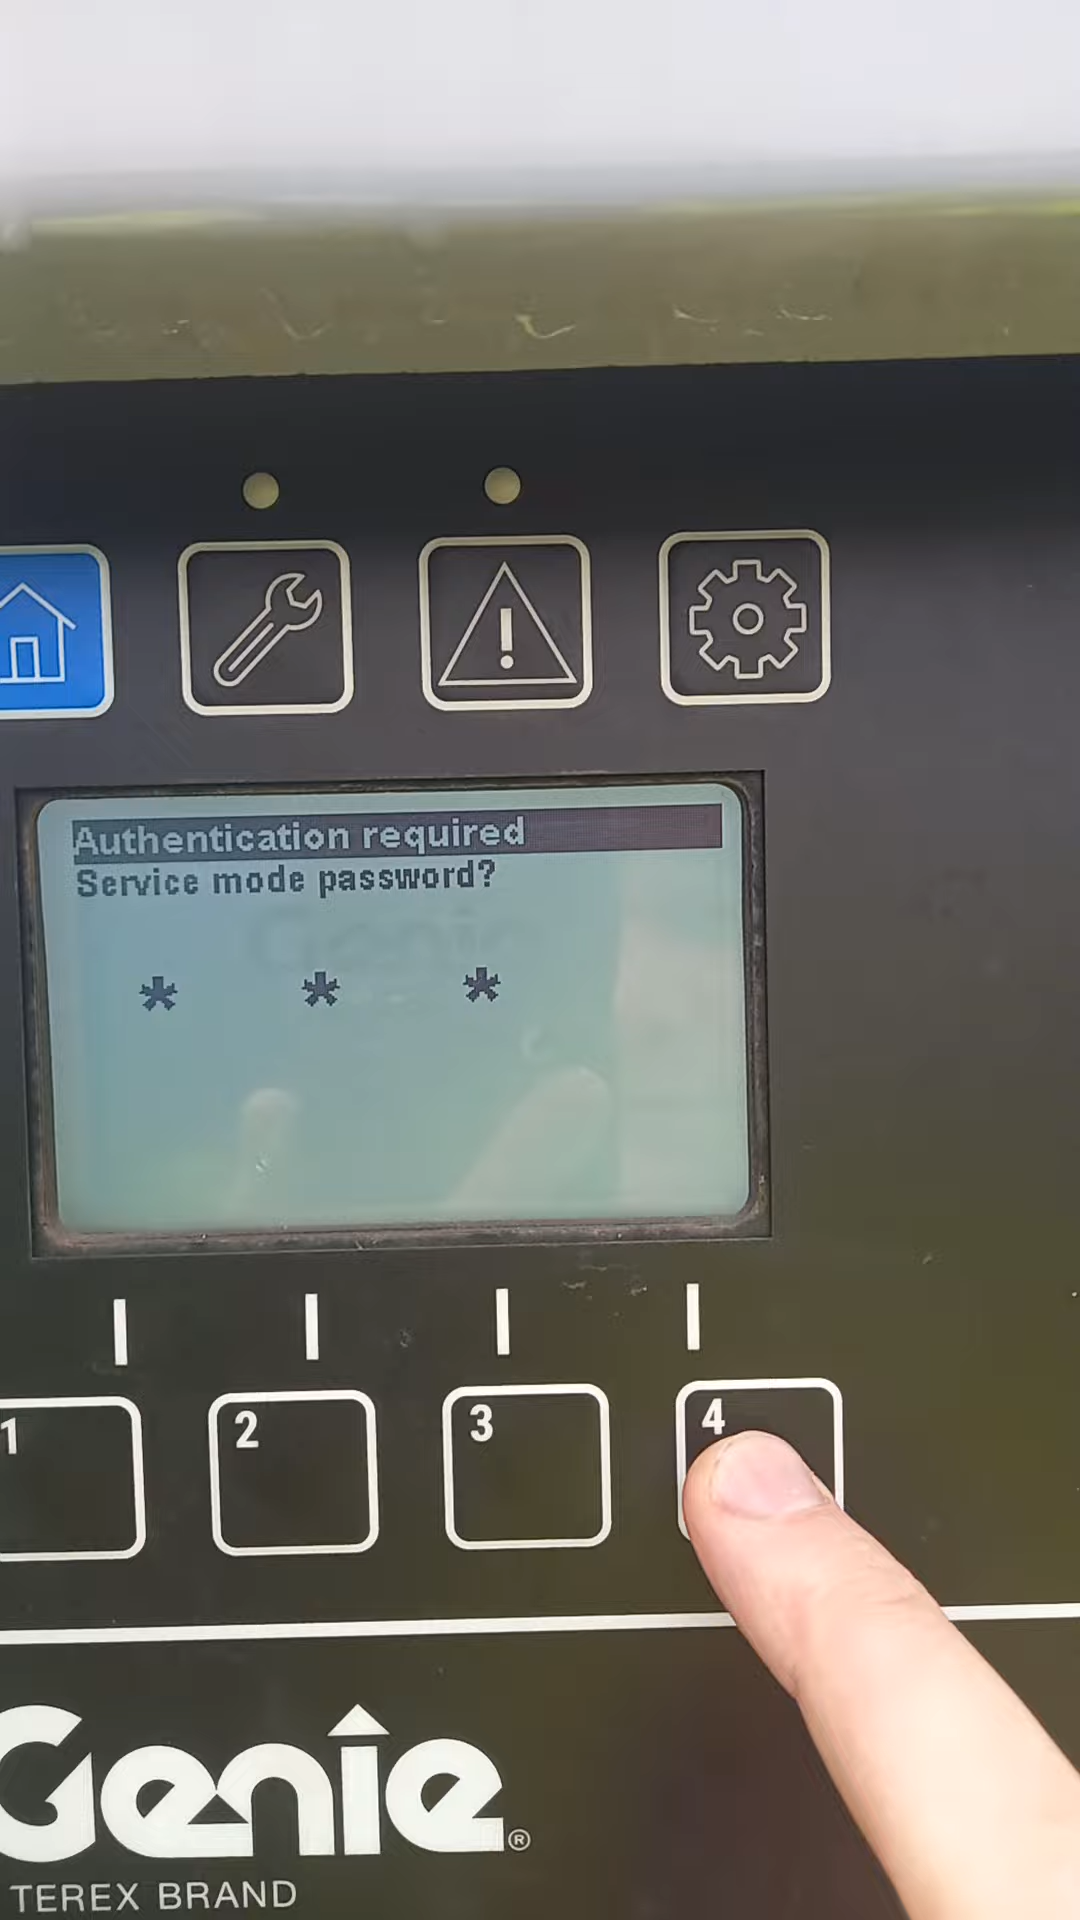 Authentication required
Service mode password?
* * *
1 2 3 4
Genie®
TEREX BRAND